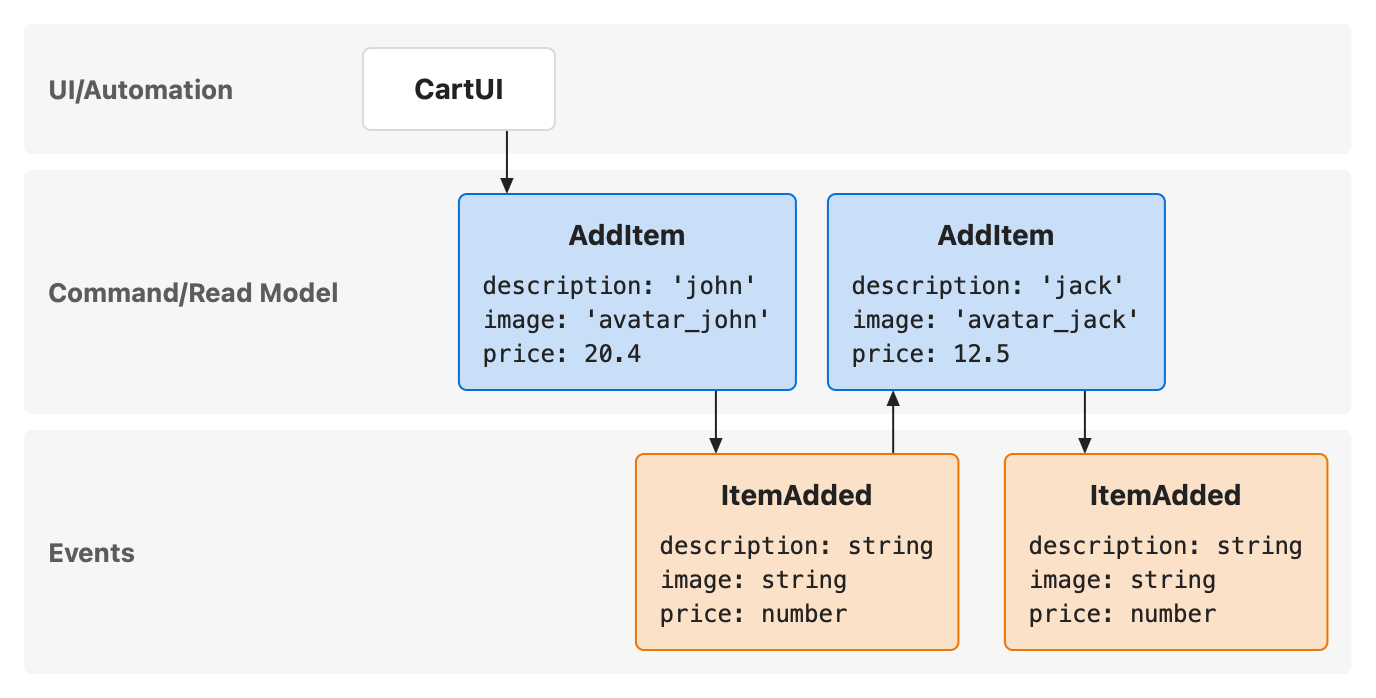 UI/Automation
CartUI
Command/Read Model
AddItem
description: 'john'
image: 'avatar_john'
price: 20.4
AddItem
description: 'jack'
image: 'avatar_jack'
price: 12.5
Events
ItemAdded
description: string
image: string
price: number
ItemAdded
description: string
image: string
price: number